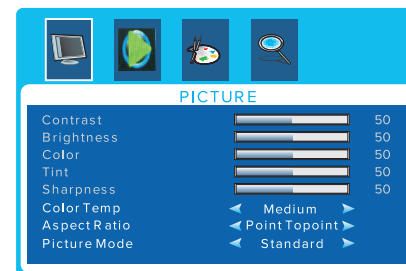 PICTURE
Contrast 50
Brightness 50
Color 50
Tint 50
Sharpness 50
Color Temp Medium
Aspect Ratio Point Topoint
Picture Mode Standard